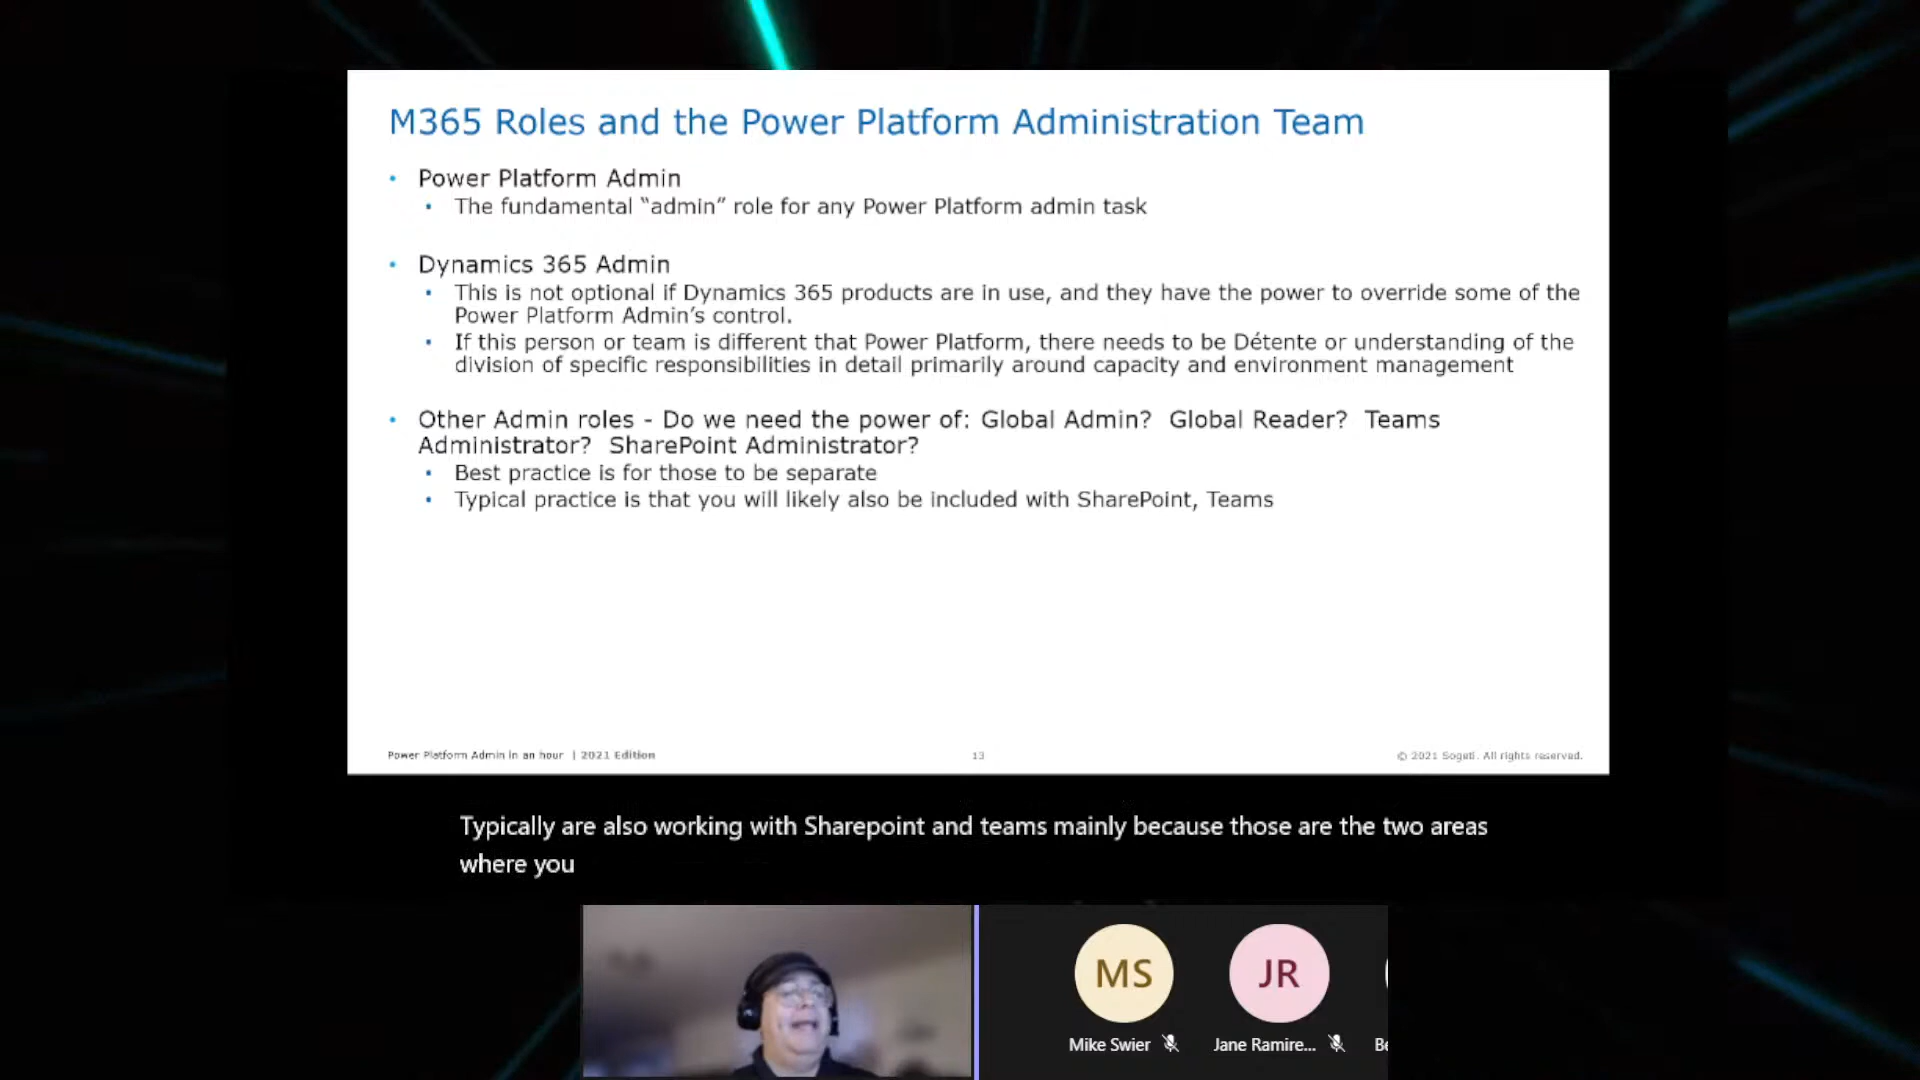 M365 Roles and the Power Platform Administration Team
• Power Platform Admin
• The fundamental “admin” role for any Power Platform admin task
• Dynamics 365 Admin
• This is not optional if Dynamics 365 products are in use, and they have the power to override some of the
Power Platform Admin’s control.
• If this person or team is different that Power Platform, there needs to be Détente or understanding of the
division of specific responsibilities in detail primarily around capacity and environment management
• Other Admin roles - Do we need the power of: Global Admin? Global Reader? Teams
Administrator? SharePoint Administrator?
• Best practice is for those to be separate
• Typical practice is that you will likely also be included with SharePoint, Teams
Power Platform Admin in an hour | 2021 Edition
13
© 2021 Sogeti. All rights reserved.
Typically are also working with Sharepoint and teams mainly because those are the two areas
where you
MS
JR
Mike Swier
Jane Ramire...
Be